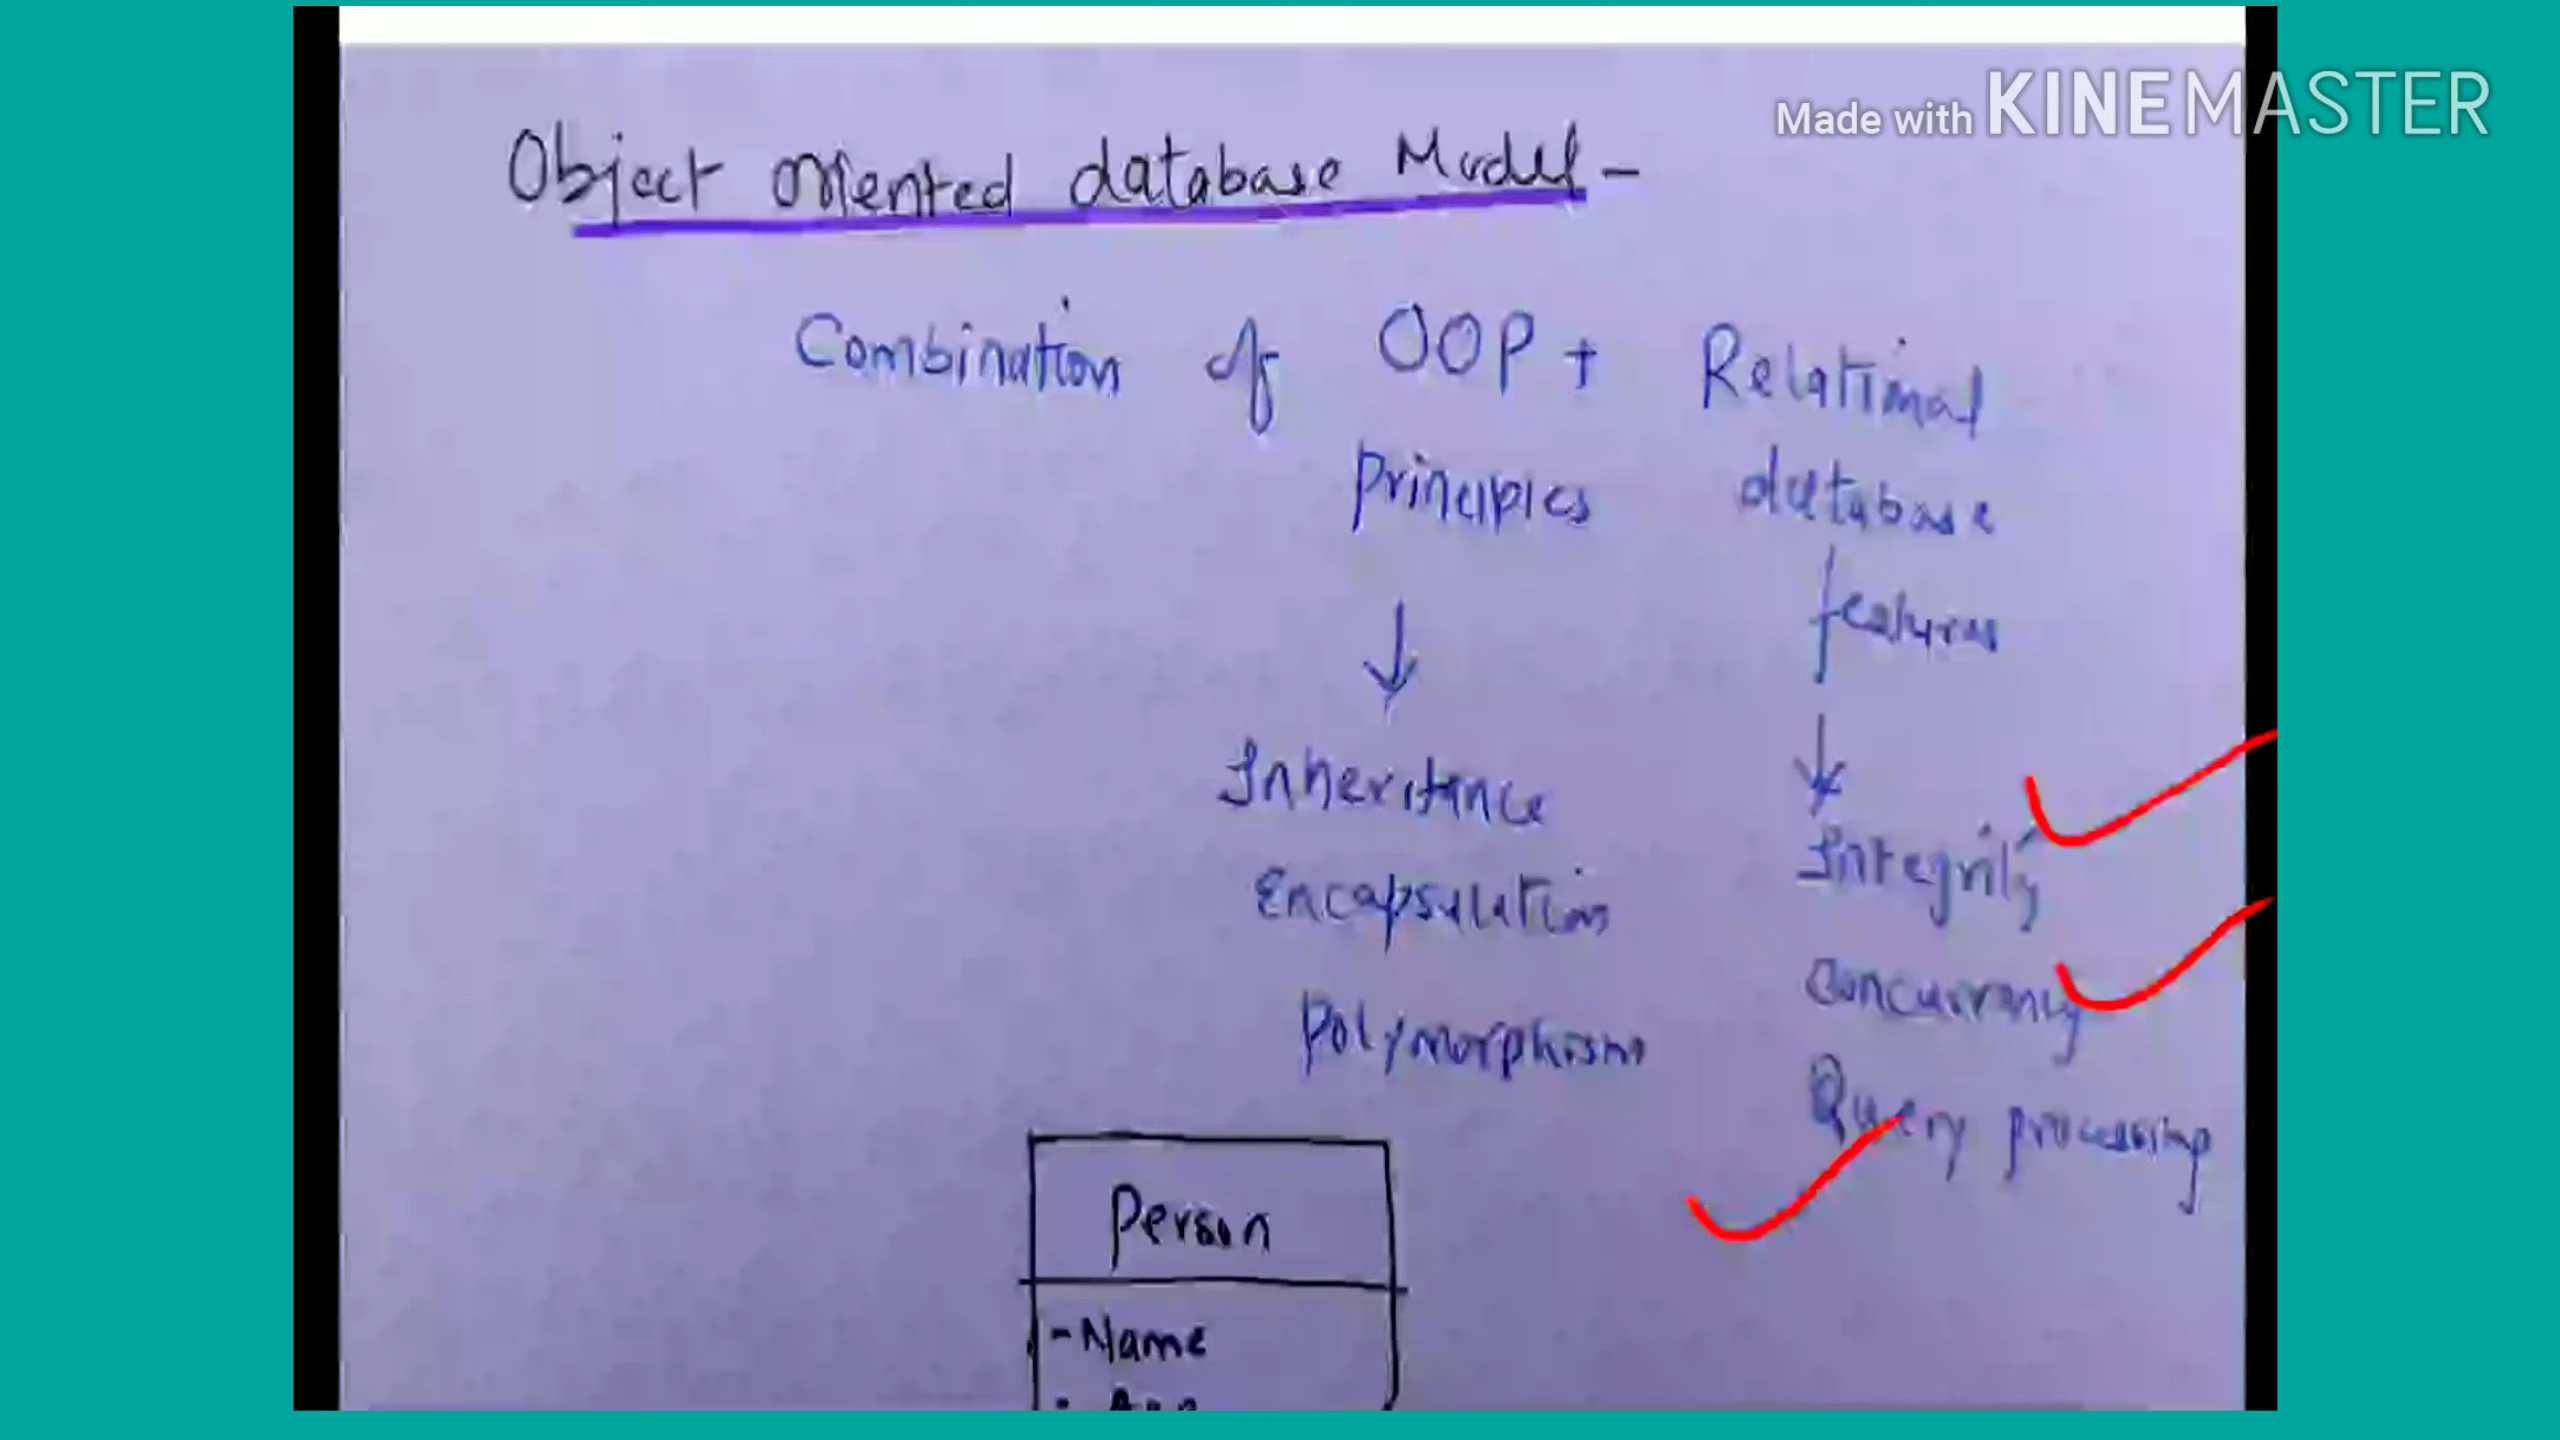 Made with KINEMASTER
Object oriented database Model -
Combination of OOP + Relational
principles database
features
↓ ↓
Inheritance Integrity
Encapsulation Concurrency
Polymorphism Query processing
Person
- Name